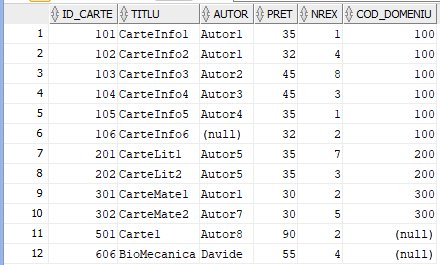 ID_CARTE TITLU AUTOR PRET NREX COD_DOMENIU
1 101 CarteInfo1 Autor1 35 1 100
2 102 CarteInfo2 Autor1 32 4 100
3 103 CarteInfo3 Autor2 45 8 100
4 104 CarteInfo4 Autor3 45 3 100
5 105 CarteInfo5 Autor4 35 1 100
6 106 CarteInfo6 (null) 32 2 100
7 201 CarteLit1 Autor5 35 7 200
8 202 CarteLit2 Autor5 35 3 200
9 301 CarteMate1 Autor1 30 2 300
10 302 CarteMate2 Autor7 30 5 300
11 501 Carte1 Autor8 90 2 (null)
12 606 BioMecanica Davide 55 4 (null)